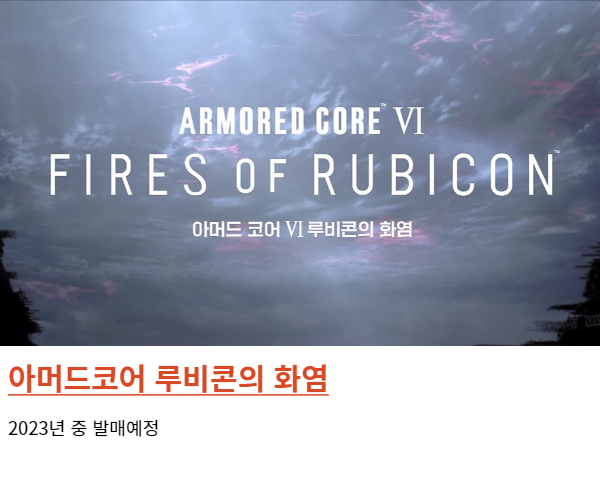 ARMORED CORE™ VI
FIRES OF RUBICON™
아머드 코어 VI 루비콘의 화염
아머드코어 루비콘의 화염
2023년 중 발매예정